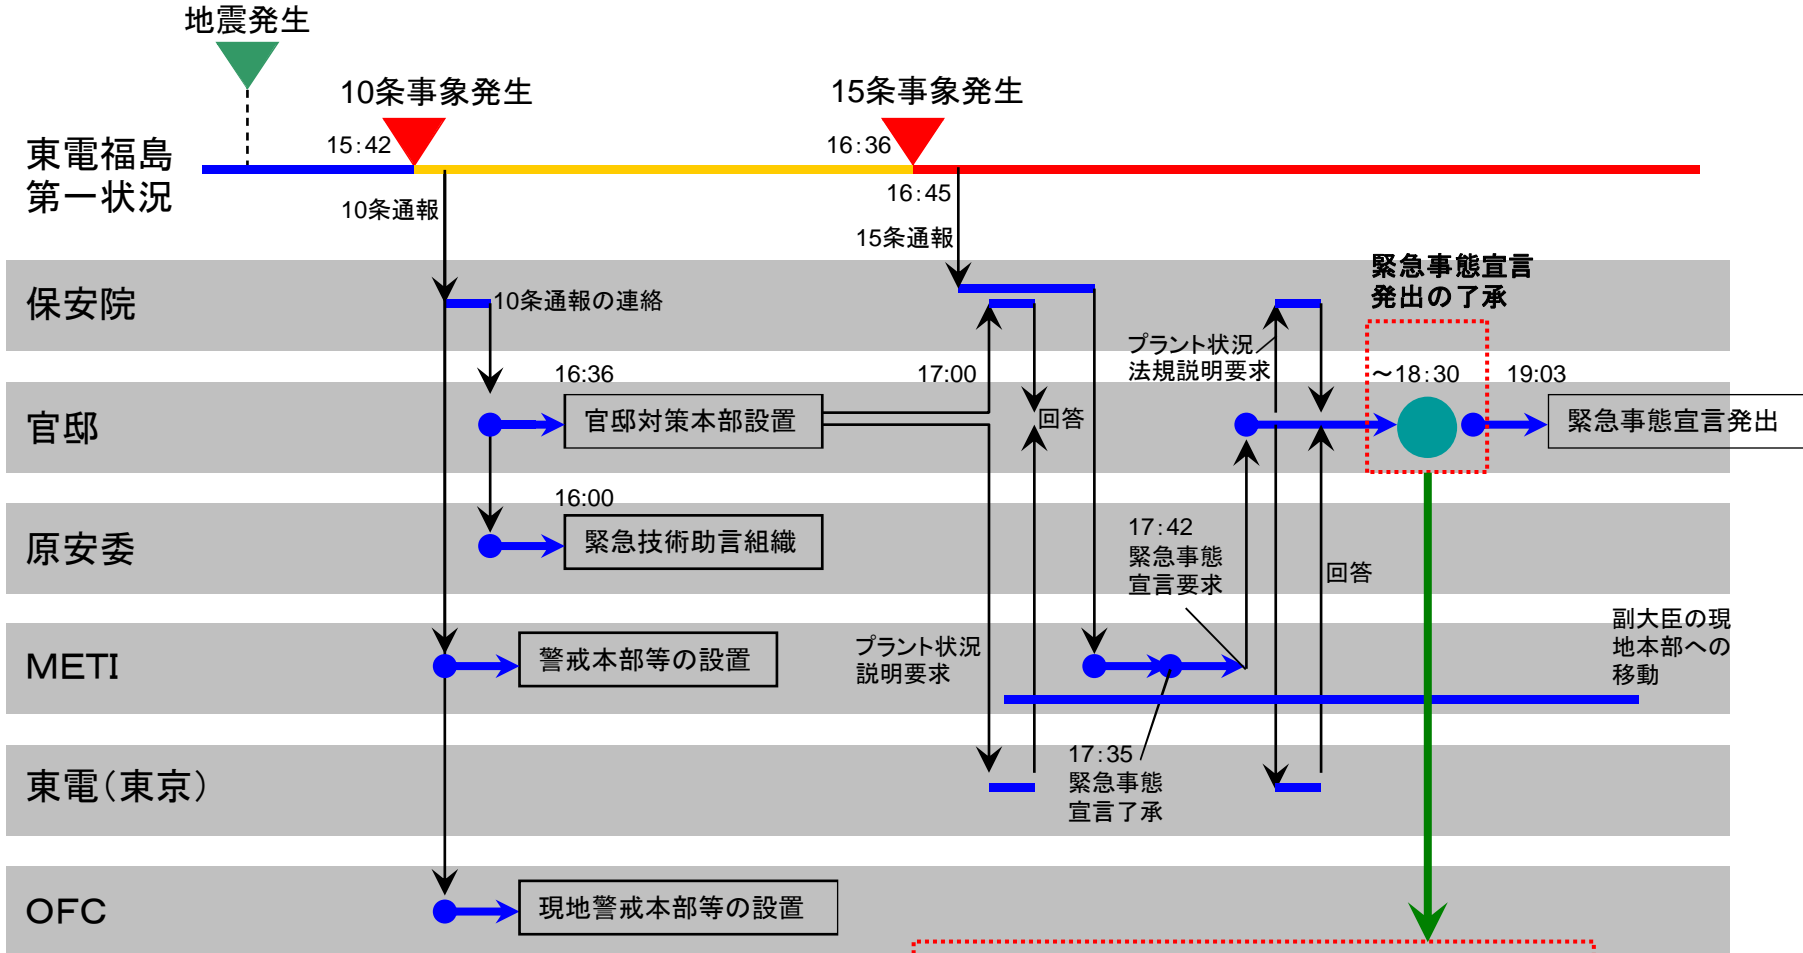 地震発生
10条事象発生
15条事象発生
15:42
16:36
東電福島
第一状況
10条通報
16:45
15条通報
緊急事態宣言
発出の了承
保安院
10条通報の連絡
プラント状況/
法規説明要求
16:36
17:00
～18:30
19:03
官邸
官邸対策本部設置
回答
緊急事態宣言発出
16:00
原安委
緊急技術助言組織
17:42
緊急事態
宣言要求
回答
METI
警戒本部等の設置
プラント状況
説明要求
副大臣の現
地本部への
移動
東電(東京)
17:35
緊急事態
宣言了承
OFC
現地警戒本部等の設置